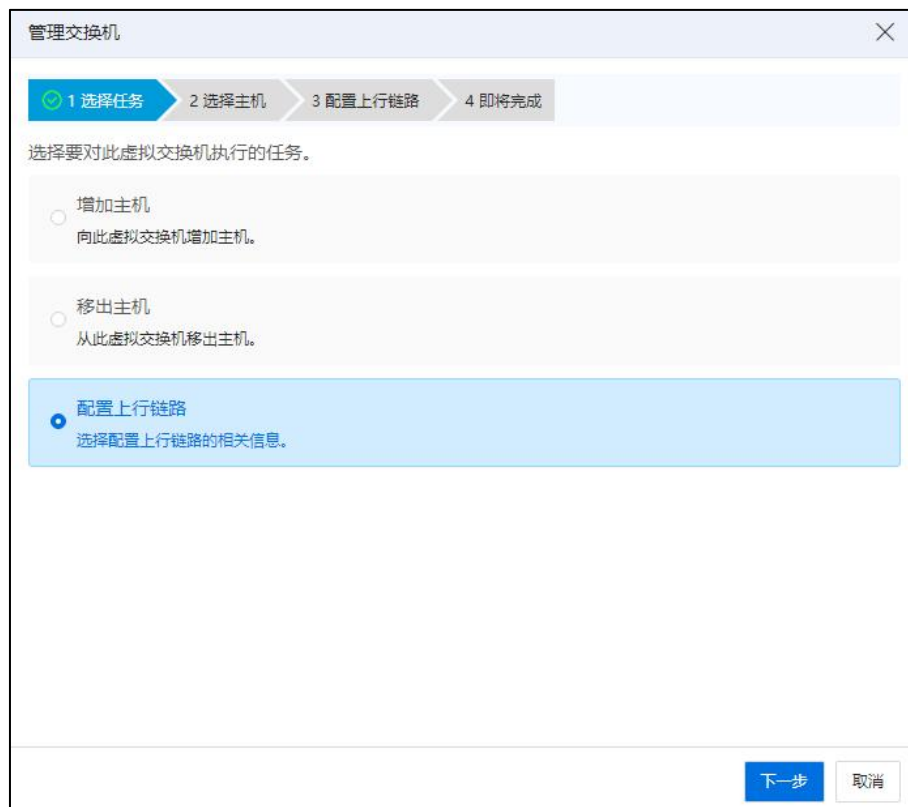 管理交换机
1 选择任务 2 选择主机 3 配置上行链路 4 即将完成
选择要对此虚拟交换机执行的任务。
增加主机
向此虚拟交换机增加主机。
移出主机
从此虚拟交换机移出主机。
配置上行链路
选择配置上行链路的相关信息。
下一步 取消